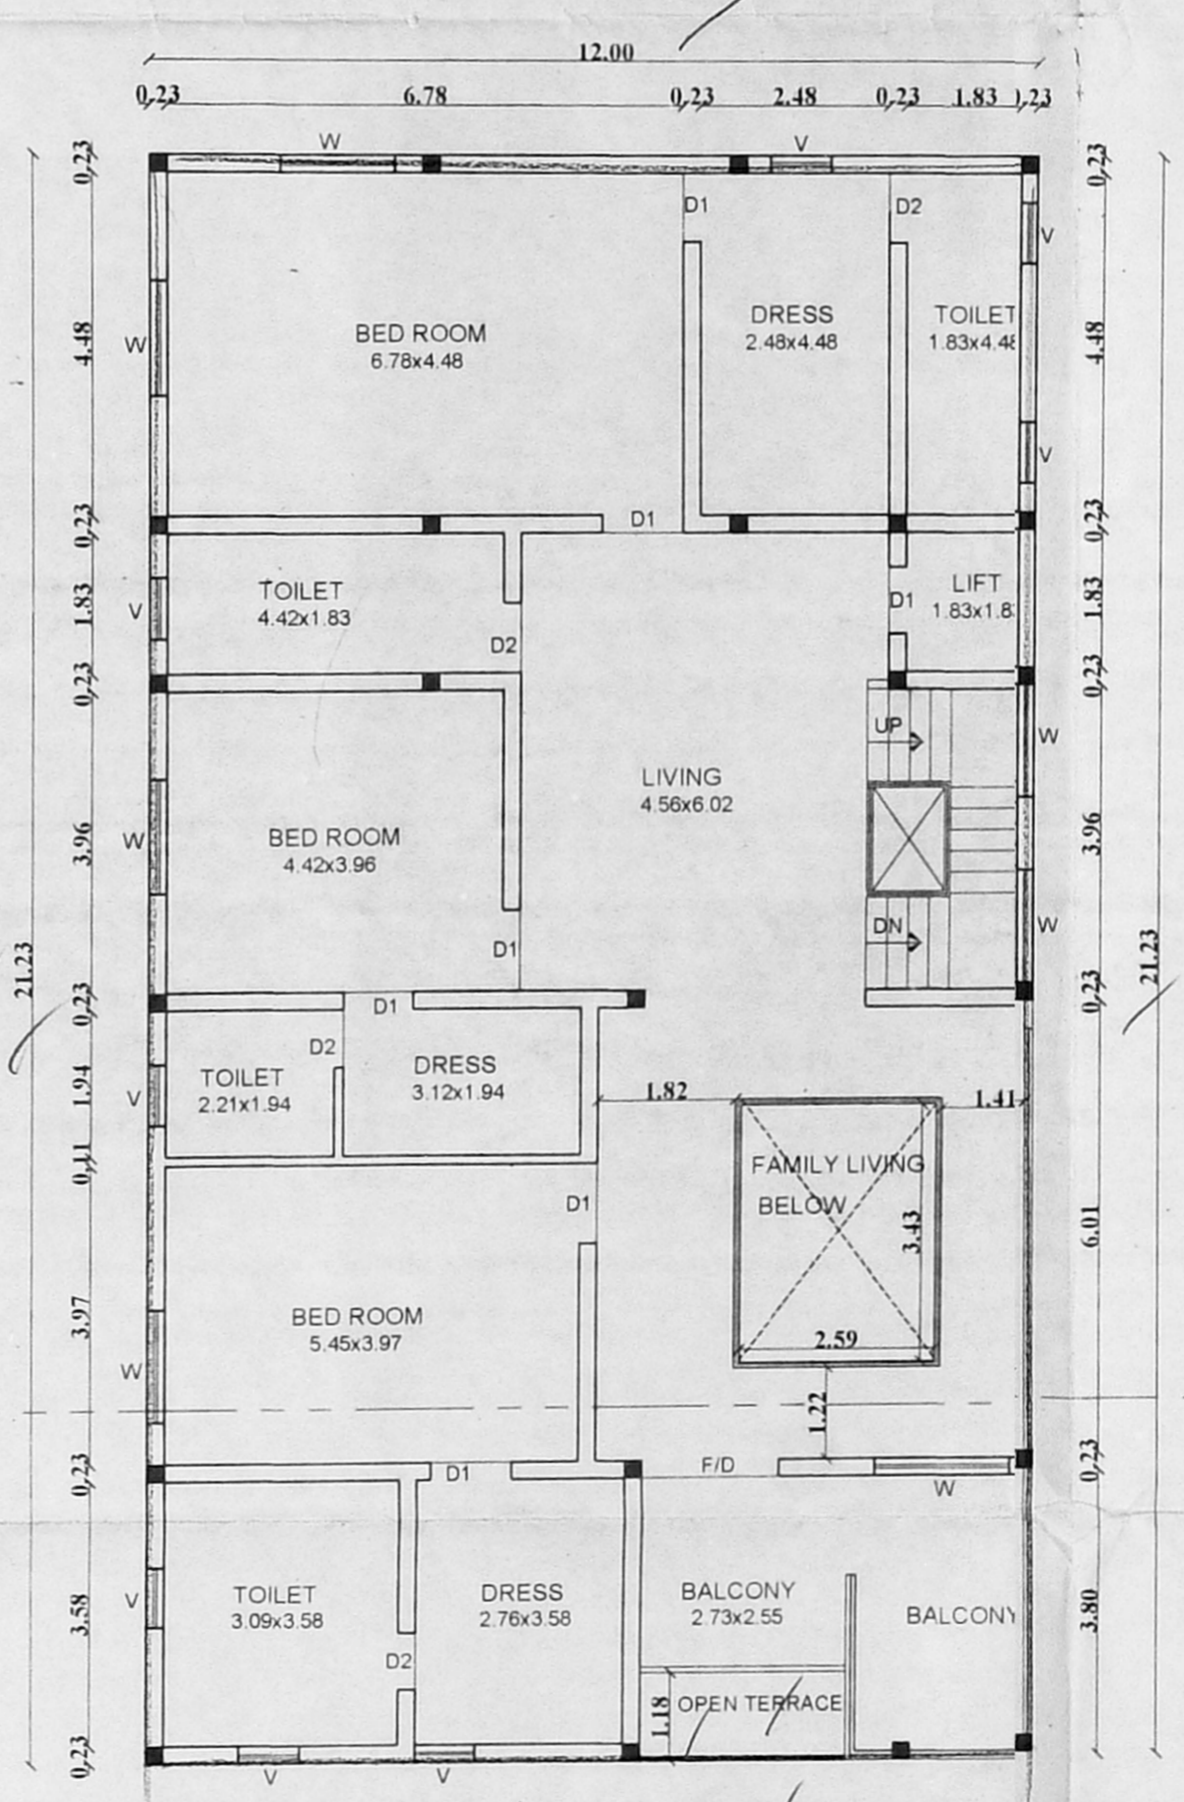 12.00
0.23 6.78 0.23 2.48 0.23 1.83 0.23
W V
0.23 0.23
D1 D2
V
BED ROOM
6.78x4.48
DRESS
2.48x4.48
TOILET
1.83x4.48
W
4.48 4.48
V
0.23 D1 0.23
TOILET
4.42x1.83
D2
V
1.83 1.83
D1
LIFT
1.83x1.8
0.23 0.23
UP
W
LIVING
4.56x6.02
BED ROOM
4.42x3.96
W
3.96 3.96
DN
W
D1
21.23 21.23
0.23 D1 0.23
D2
TOILET
2.21x1.94
DRESS
3.12x1.94
V
1.94
1.82 1.41
0.11
FAMILY LIVING
BELOW
D1
3.43
6.01
BED ROOM
5.45x3.97
3.97
2.59
W
1.22
0.23 D1 F/D 0.23
W
TOILET
3.09x3.58
DRESS
2.76x3.58
BALCONY
2.73x2.55
BALCONY
V
3.58 3.80
D2
1.18
OPEN TERRACE
0.23
V V